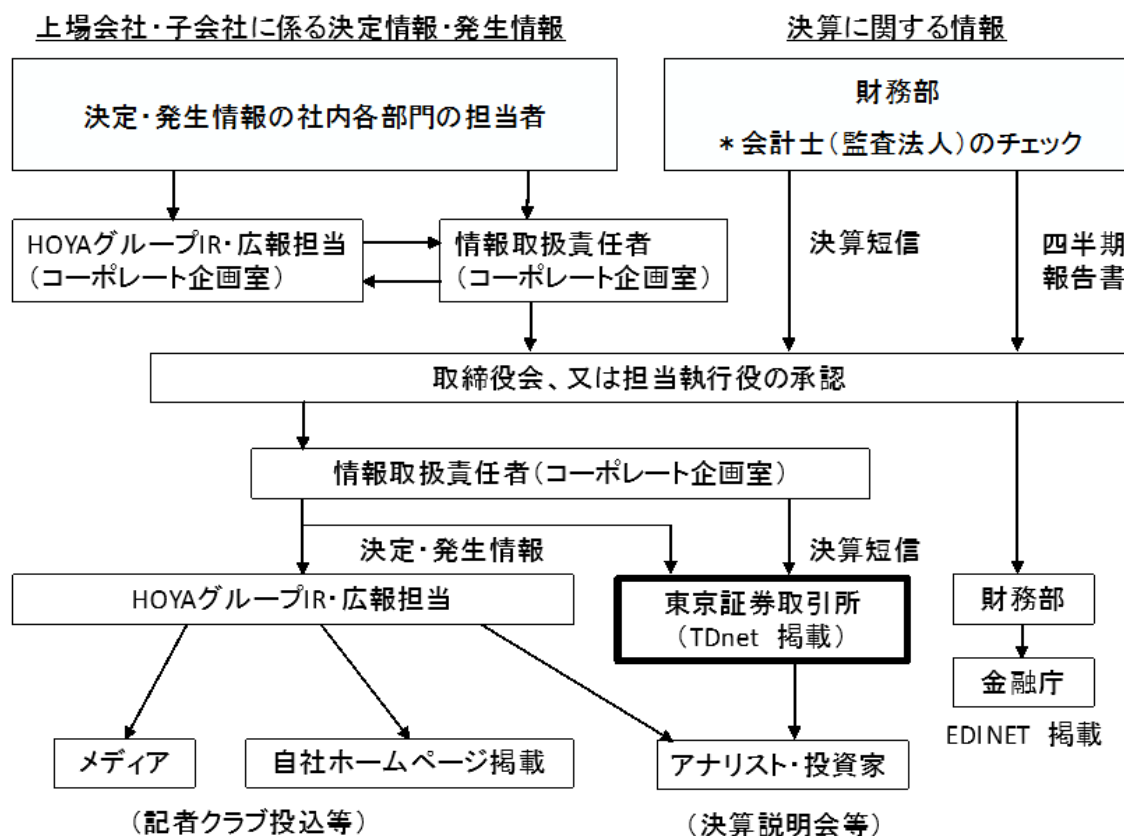 上場会社・子会社に係る決定情報・発生情報
決算に関する情報
決定・発生情報の社内各部門の担当者
財務部
＊会計士（監査法人）のチェック
HOYAグループIR・広報担当
（コーポレート企画室）
情報取扱責任者
（コーポレート企画室）
決算短信
四半期
報告書
取締役会、又は担当執行役の承認
情報取扱責任者（コーポレート企画室）
決定・発生情報
決算短信
HOYAグループIR・広報担当
東京証券取引所
（TDnet 掲載）
財務部
金融庁
EDINET 掲載
メディア
自社ホームページ掲載
アナリスト・投資家
（記者クラブ投込等）
（決算説明会等）